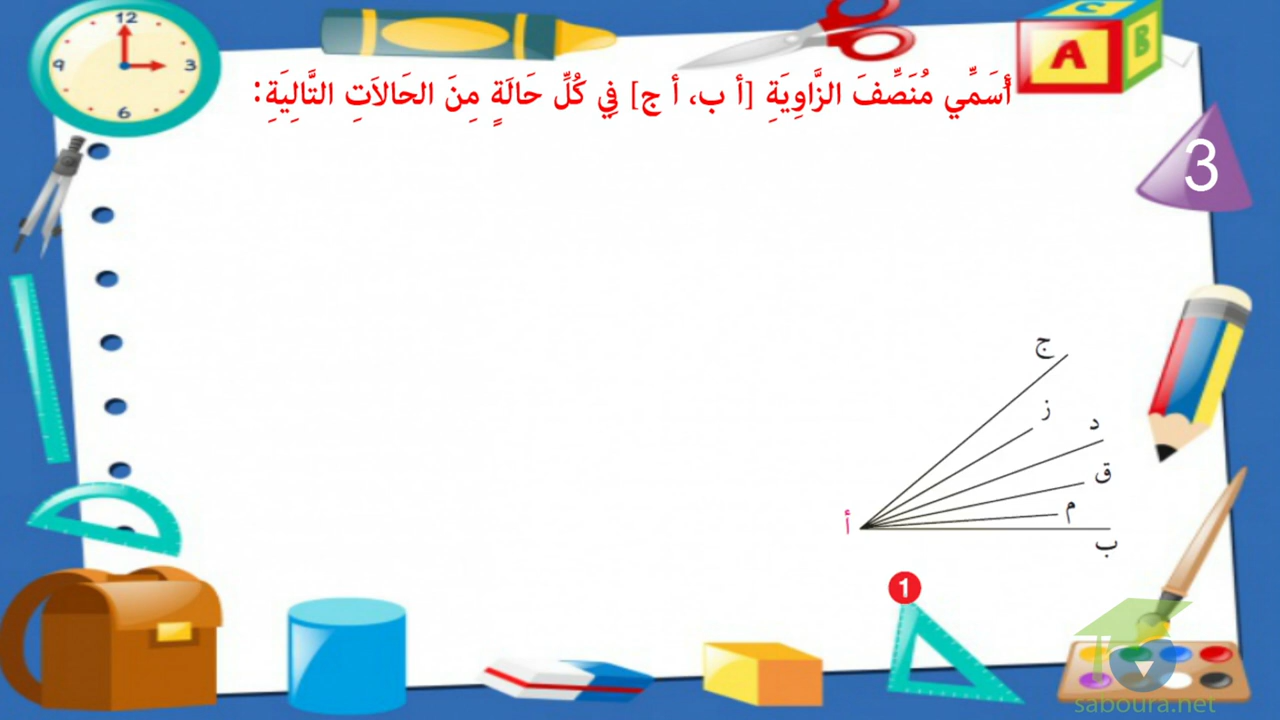 12
3
6
9
A
B
C
أُسَمِّي مُنَصِّفَ الزَّاوِيَةِ [أ ب، أ ج] فِي كُلِّ حَالَةٍ مِنَ الحَالاَتِ التَّالِيَةِ:
3
ج
ز
د
ق
م
أ
ب
1
saboura.net